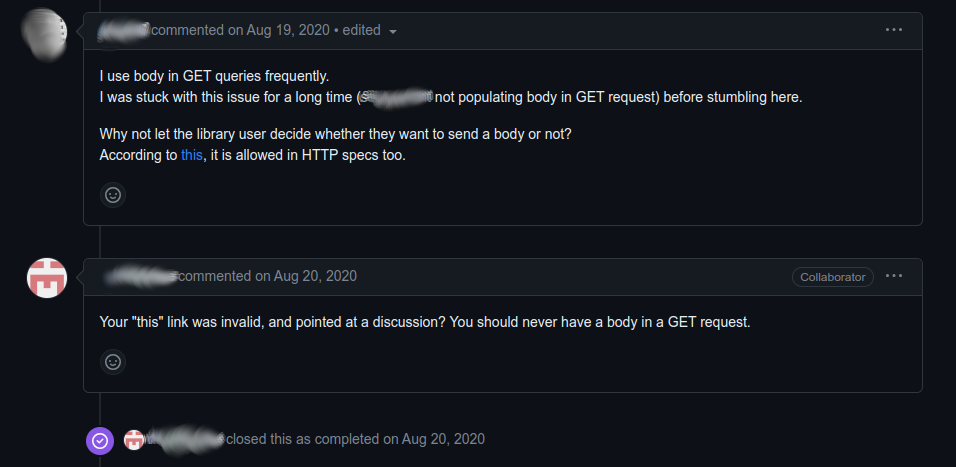 commented on Aug 19, 2020 • edited
I use body in GET queries frequently.
I was stuck with this issue for a long time ( not populating body in GET request) before stumbling here.
Why not let the library user decide whether they want to send a body or not?
According to this, it is allowed in HTTP specs too.
commented on Aug 20, 2020
Collaborator
Your "this" link was invalid, and pointed at a discussion? You should never have a body in a GET request.
closed this as completed on Aug 20, 2020